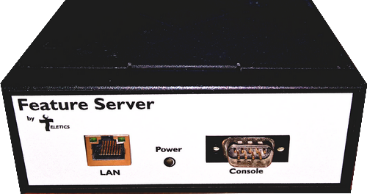 Feature Server
by TELETICS
Power
LAN
Console